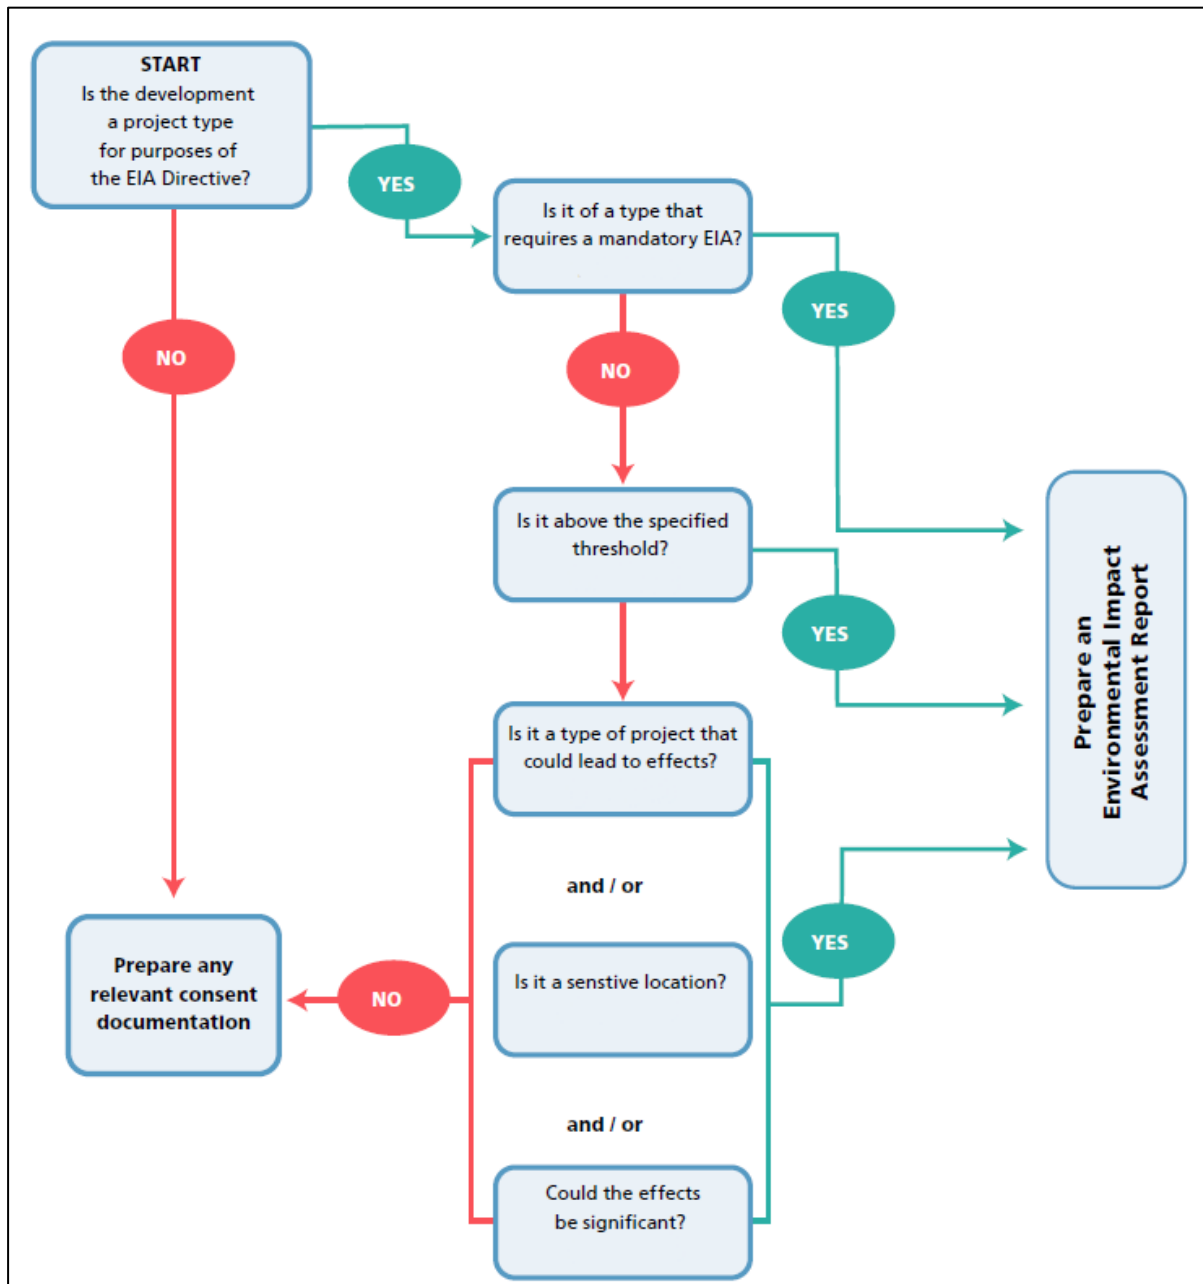 START
Is the development
a project type
for purposes of
the EIA Directive?
YES
Is it of a type that
requires a mandatory EIA?
YES
NO
NO
Is it above the specified
threshold?
YES
Prepare an
Environmental Impact
Assessment Report
Is it a type of project that
could lead to effects?
and / or
YES
Prepare any
relevant consent
documentation
NO
Is it a senstive location?
and / or
Could the effects
be significant?